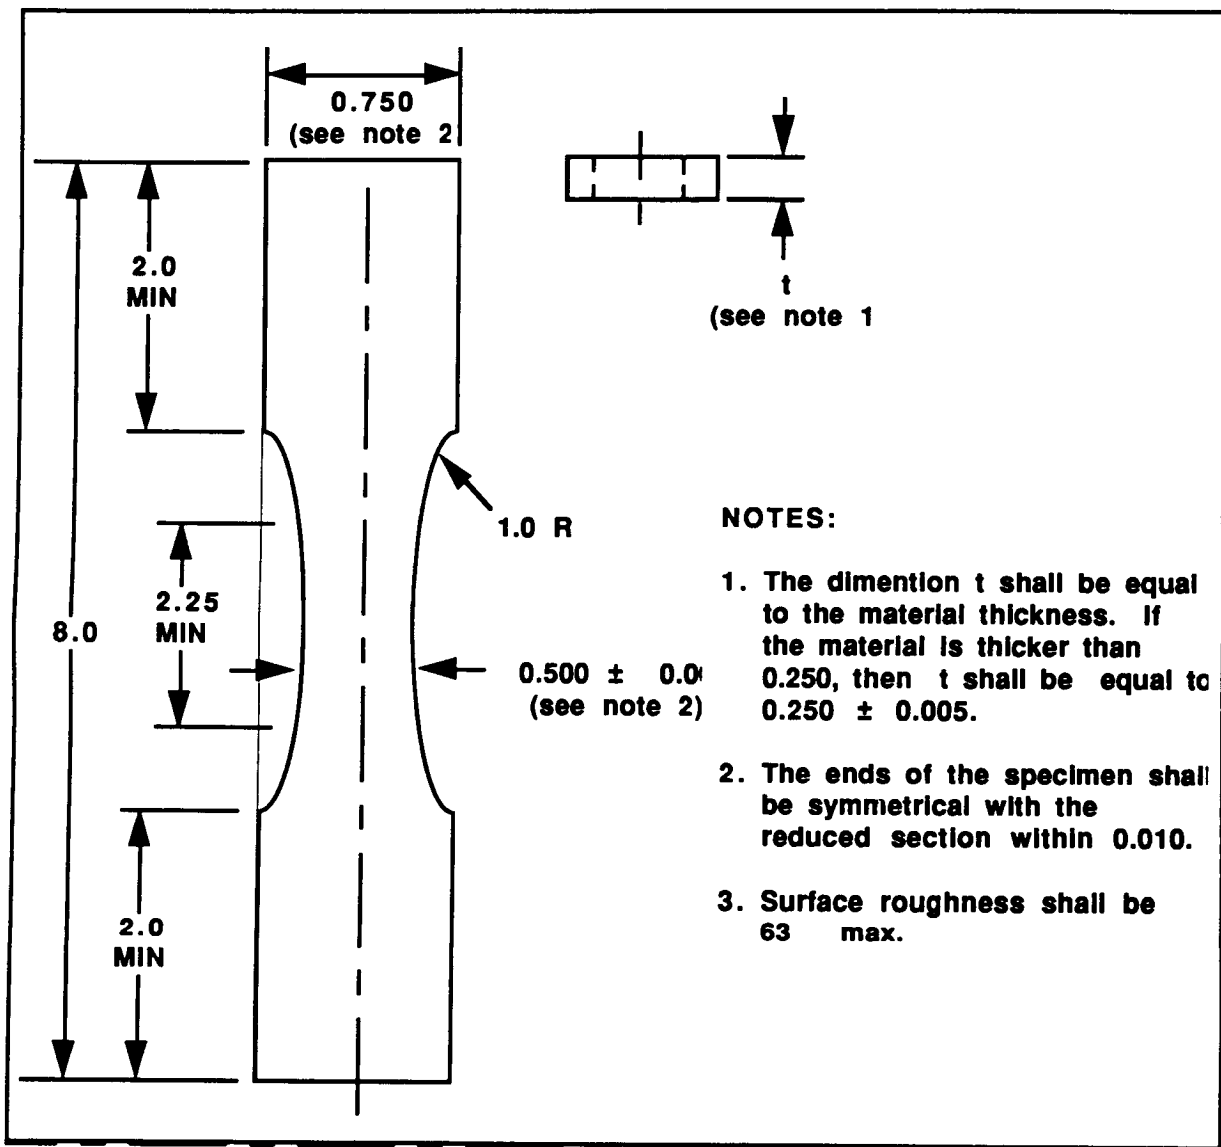 0.750
(see note 2
2.0
MIN
t
(see note 1
1.0 R
2.25
MIN
8.0
0.500 ± 0.0
(see note 2)
2.0
MIN
NOTES:
1. The dimention t shall be equal
to the material thickness. If
the material is thicker than
0.250, then t shall be equal to
0.250 ± 0.005.
2. The ends of the specimen shall
be symmetrical with the
reduced section within 0.010.
3. Surface roughness shall be
63 max.